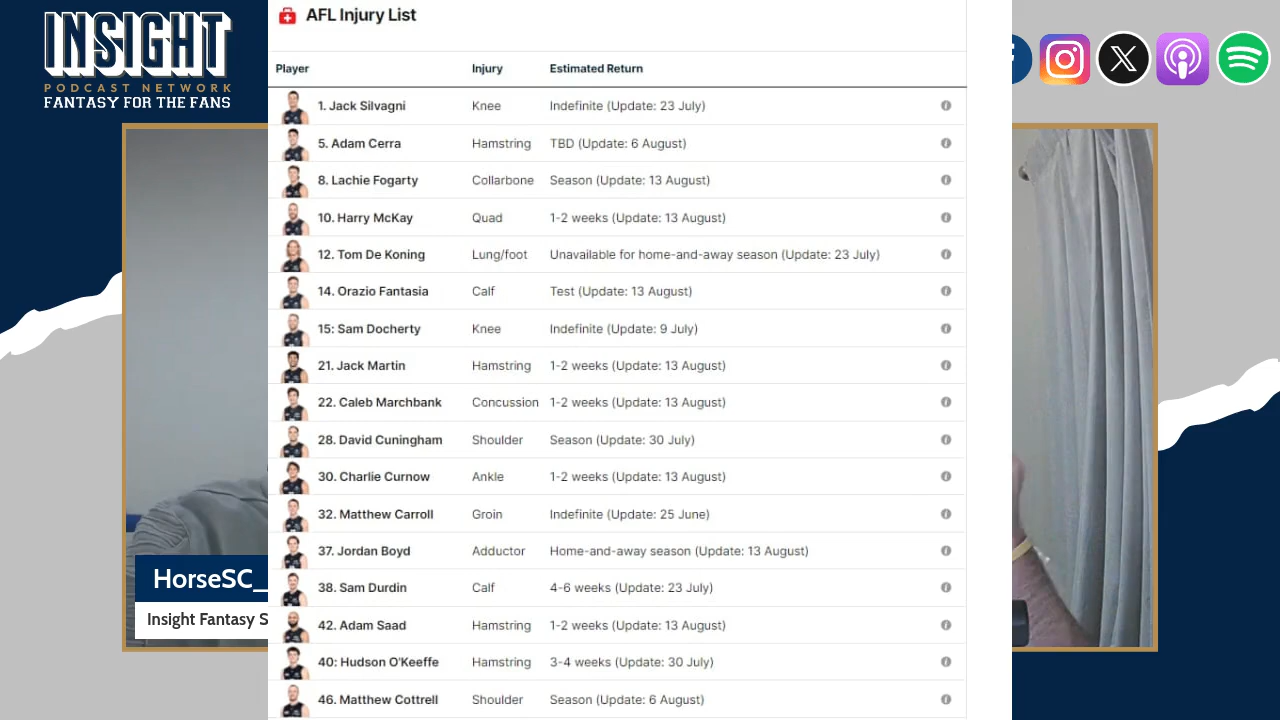 INSIGHT
PODCAST NETWORK
FANTASY FOR THE FANS
AFL Injury List
Player Injury Estimated Return
1. Jack Silvagni Knee Indefinite (Update: 23 July)
5. Adam Cerra Hamstring TBD (Update: 6 August)
8. Lachie Fogarty Collarbone Season (Update: 13 August)
10. Harry McKay Quad 1-2 weeks (Update: 13 August)
12. Tom De Koning Lung/foot Unavailable for home-and-away season (Update: 23 July)
14. Orazio Fantasia Calf Test (Update: 13 August)
15: Sam Docherty Knee Indefinite (Update: 9 July)
21. Jack Martin Hamstring 1-2 weeks (Update: 13 August)
22. Caleb Marchbank Concussion 1-2 weeks (Update: 13 August)
28. David Cuningham Shoulder Season (Update: 30 July)
30. Charlie Curnow Ankle 1-2 weeks (Update: 13 August)
32. Matthew Carroll Groin Indefinite (Update: 25 June)
37. Jordan Boyd Adductor Home-and-away season (Update: 13 August)
38. Sam Durdin Calf 4-6 weeks (Update: 23 July)
42. Adam Saad Hamstring 1-2 weeks (Update: 13 August)
40: Hudson O'Keeffe Hamstring 3-4 weeks (Update: 30 July)
46. Matthew Cottrell Shoulder Season (Update: 6 August)
HorseSC_
Insight Fantasy S